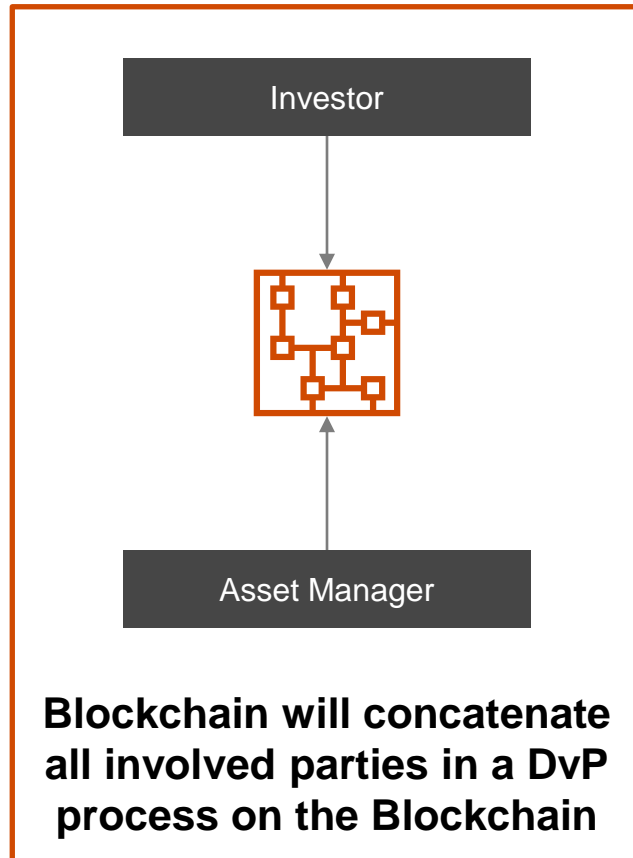 Investor
Asset Manager
Blockchain will concatenate
all involved parties in a DvP
process on the Blockchain